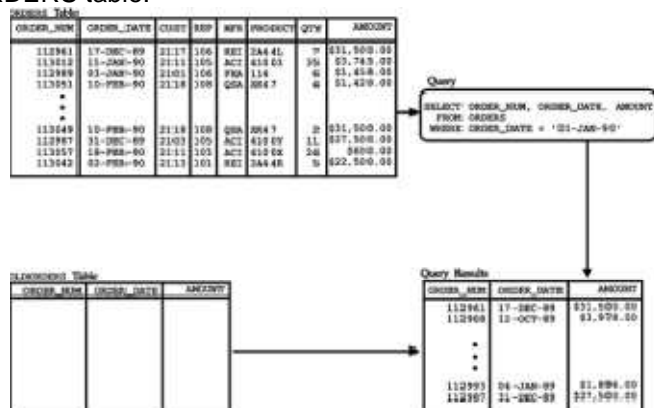 DERS table.
ORDERS Table
ORDER_NUM ORDER_DATE CUST REP MFR PRODUCT QTY AMOUNT
112961 17-DEC-89 2117 106 REI 2A44L 7 $31,500.00
113012 11-JAN-90 2111 105 ACI 41003 35 $3,745.00
112989 03-JAN-90 2101 106 FEA 114 6 $1,458.00
113051 10-FEB-90 2118 108 QSA XK47 4 $1,420.00
113049 10-FEB-90 2118 108 QSA XK47 2
112987 31-DEC-89 2103 105 ACI 4100Y 11 $27,500.00
113057 18-FEB-90 2111 103 ACI 4100X 24 $600.00
113042 02-FEB-90 2113 101 REI 2A44R 5 $22,500.00
Query
SELECT ORDER_NUM, ORDER_DATE, AMOUNT
FROM ORDERS
WHERE ORDER_DATE < '01-JAN-90'
OLDORDERS Table
ORDER_NUM ORDER_DATE AMOUNT
Query Results
ORDER_NUM ORDER_DATE AMOUNT
112961 17-DEC-89 $31,500.00
112968 12-OCT-89 $3,978.00
112993 04-JAN-89 $1,896.00
112987 31-DEC-89 $27,500.00